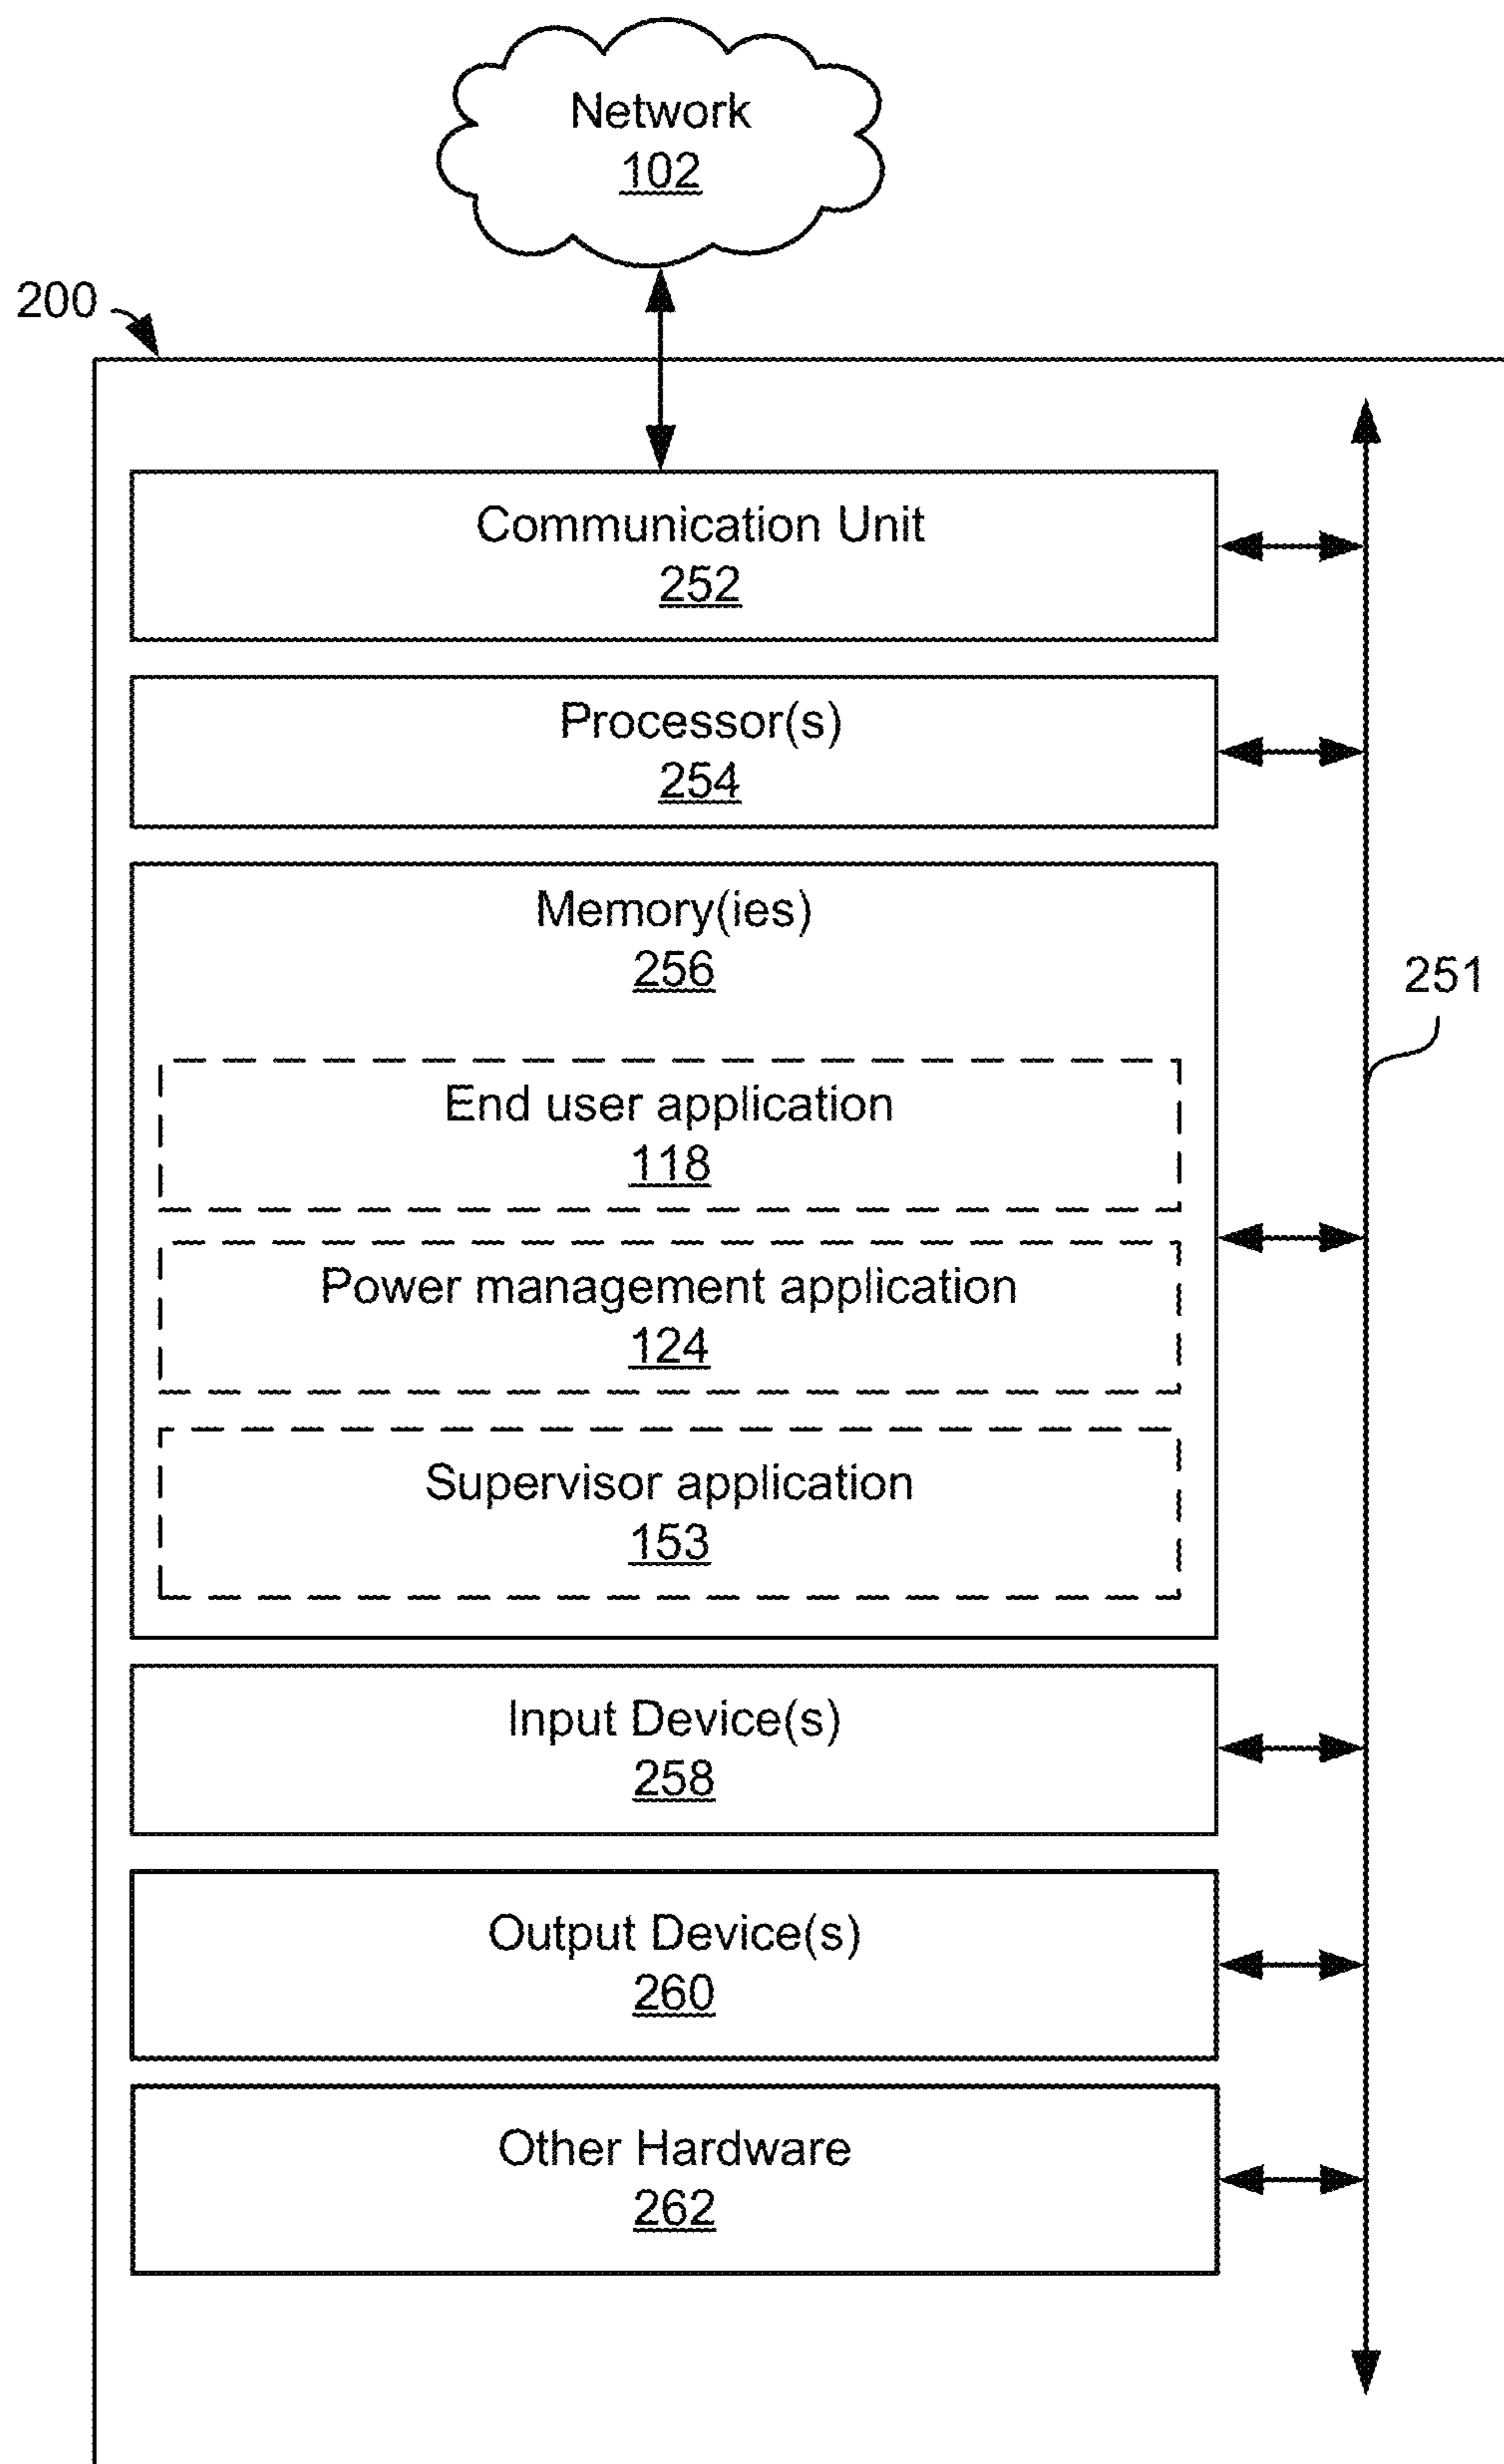 Network
102
200
Communication Unit
252
Processor(s)
254
Memory(ies)
256
251
End user application
118
Power management application
124
Supervisor application
153
Input Device(s)
258
Output Device(s)
260
Other Hardware
262